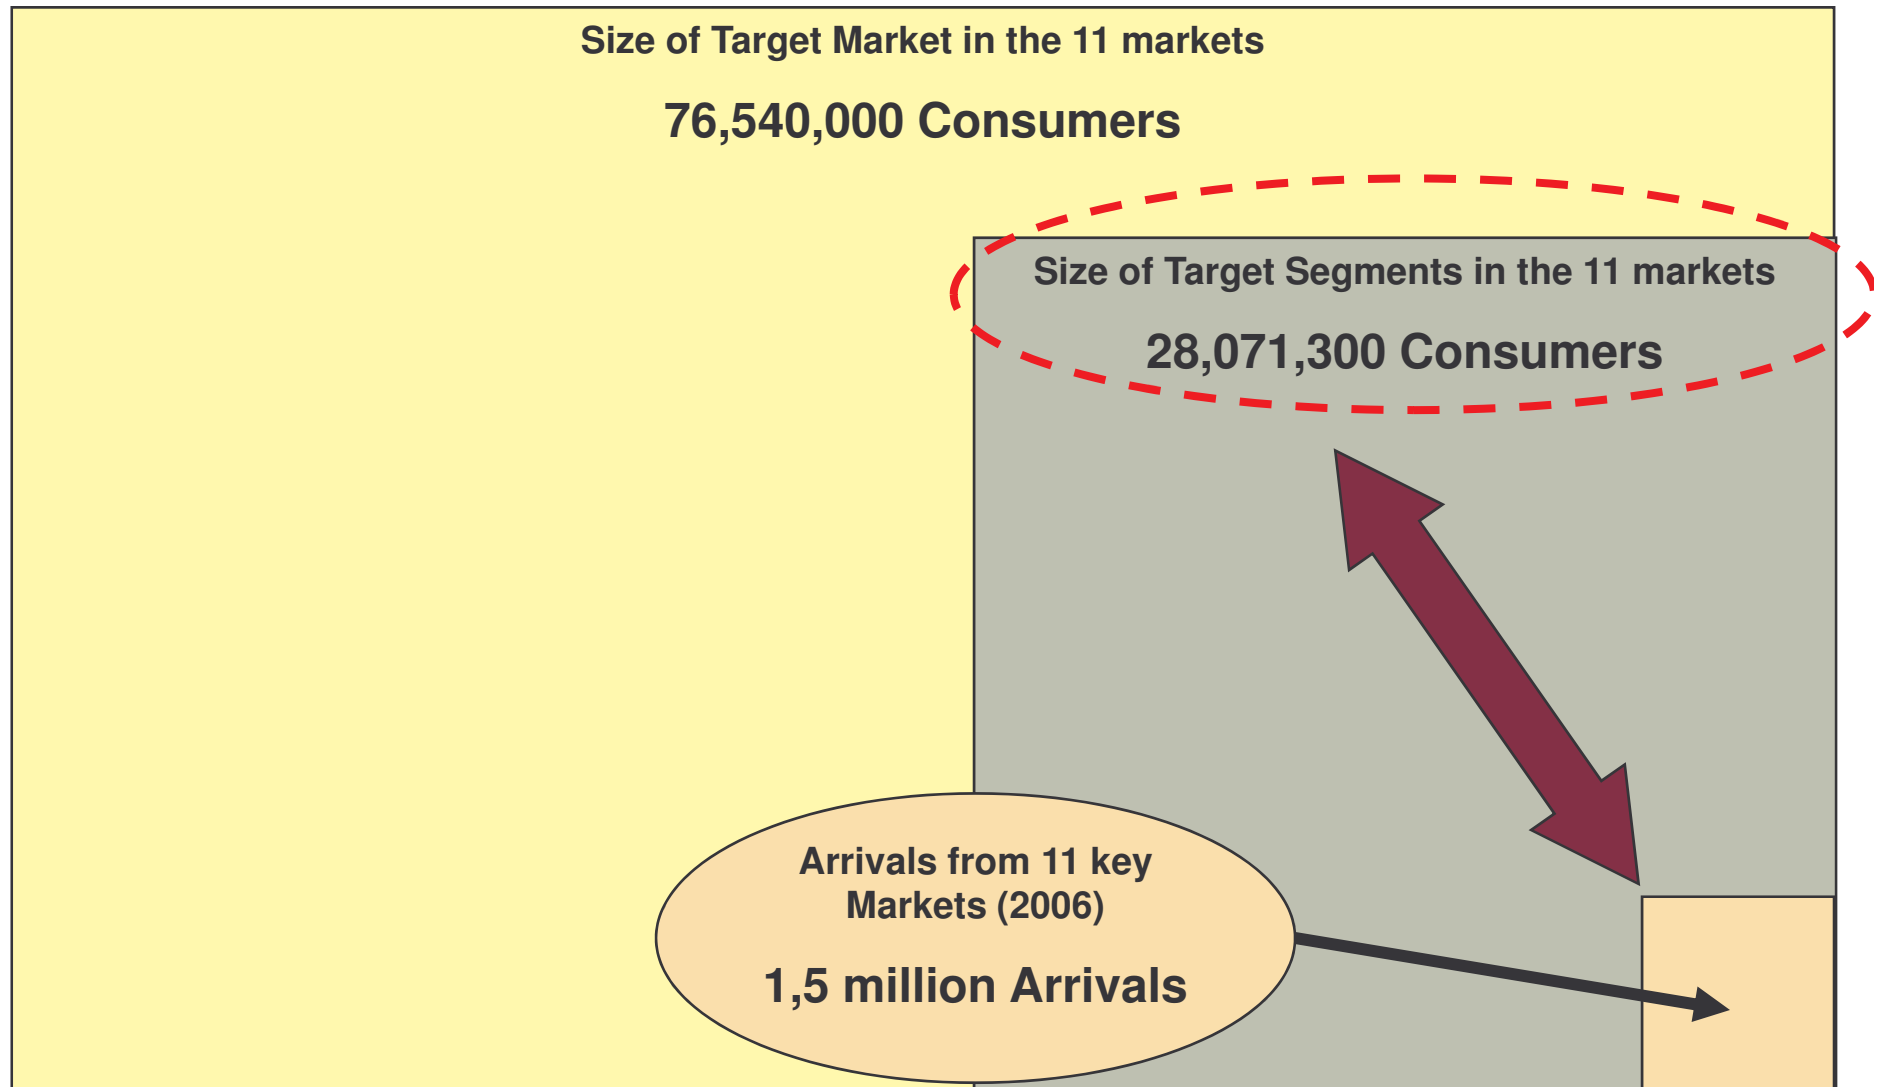 Size of Target Market in the 11 markets
76,540,000 Consumers
Size of Target Segments in the 11 markets
28,071,300 Consumers
Arrivals from 11 key
Markets (2006)
1,5 million Arrivals